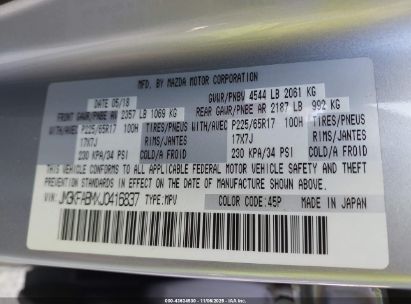 MFD. BY MAZDA MOTOR CORPORATION
DATE 05/18 GVWR/PNBV 4544 LB 2061 KG
FRONT GAWR/PNBE AV 2357 LB 1069 KG REAR GAWR/PNBE AR 2187 LB 992 KG
WITH/AVEC P225/65R17 100H TIRES/PNEUS WITH/AVEC P225/65R17 100H TIRES/PNEUS
17X7J RIMS/JANTES 17X7J RIMS/JANTES
230 KPA/34 PSI COLD/A FROID 230 KPA/34 PSI COLD/A FROID
THIS VEHICLE CONFORMS TO ALL APPLICABLE FEDERAL MOTOR VEHICLE SAFETY AND THEFT
PREVENTION STANDARDS IN EFFECT ON THE DATE OF MANUFACTURE SHOWN ABOVE.
VIN: TYPE:MPV COLOR CODE:45P MADE IN JAPAN